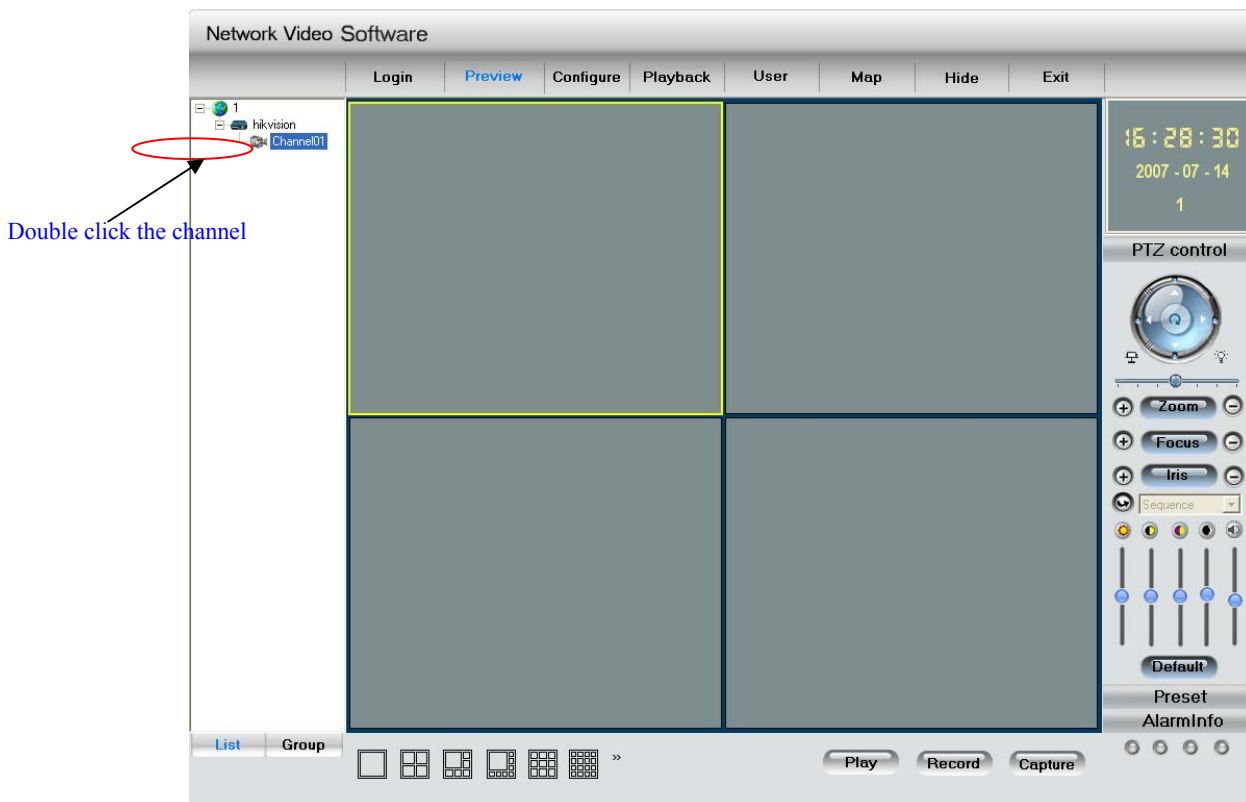 Network Video Software
Login Preview Configure Playback User Map Hide Exit
1
hikvision
Channel01
Double click the channel
16:28:30
2007 - 07 - 14
1
PTZ control
Zoom
Focus
Iris
Sequence
Default
Preset
AlarmInfo
List Group
» Play Record Capture